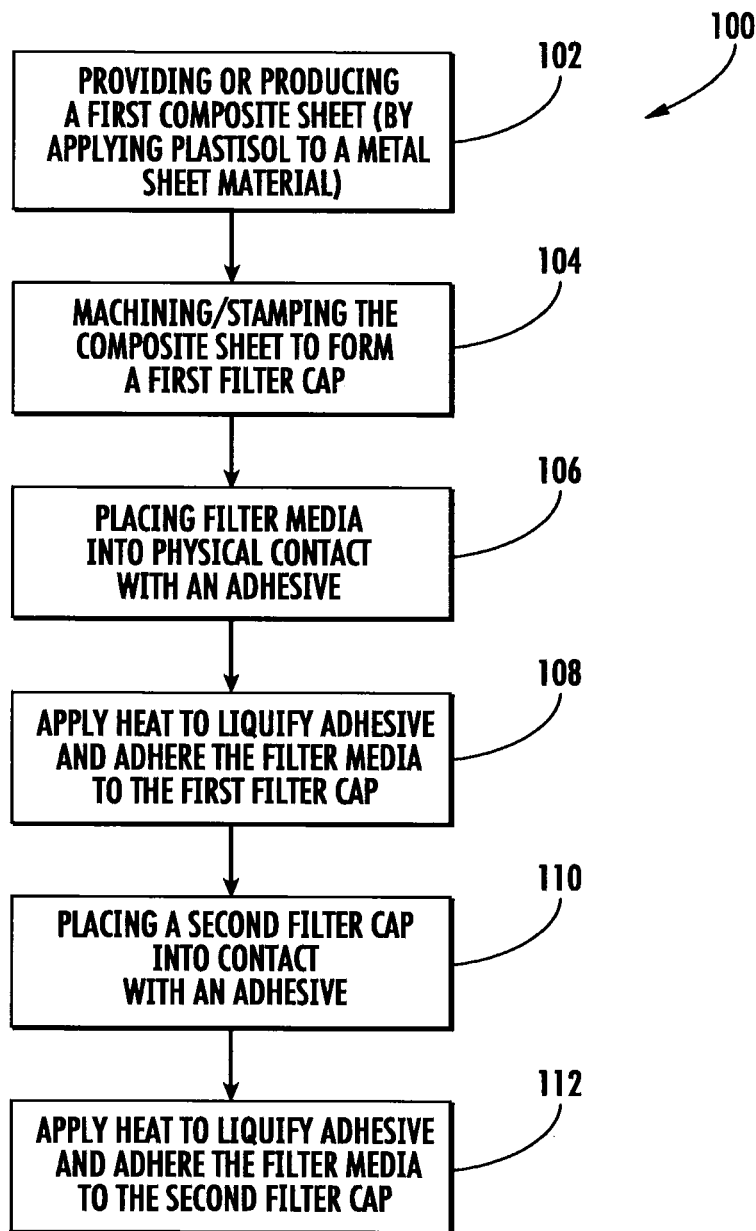 100
102
PROVIDING OR PRODUCING
A FIRST COMPOSITE SHEET (BY
APPLYING PLASTISOL TO A METAL
SHEET MATERIAL)
104
MACHINING/STAMPING THE
COMPOSITE SHEET TO FORM
A FIRST FILTER CAP
106
PLACING FILTER MEDIA
INTO PHYSICAL CONTACT
WITH AN ADHESIVE
108
APPLY HEAT TO LIQUIFY ADHESIVE
AND ADHERE THE FILTER MEDIA
TO THE FIRST FILTER CAP
110
PLACING A SECOND FILTER CAP
INTO CONTACT
WITH AN ADHESIVE
112
APPLY HEAT TO LIQUIFY ADHESIVE
AND ADHERE THE FILTER MEDIA
TO THE SECOND FILTER CAP